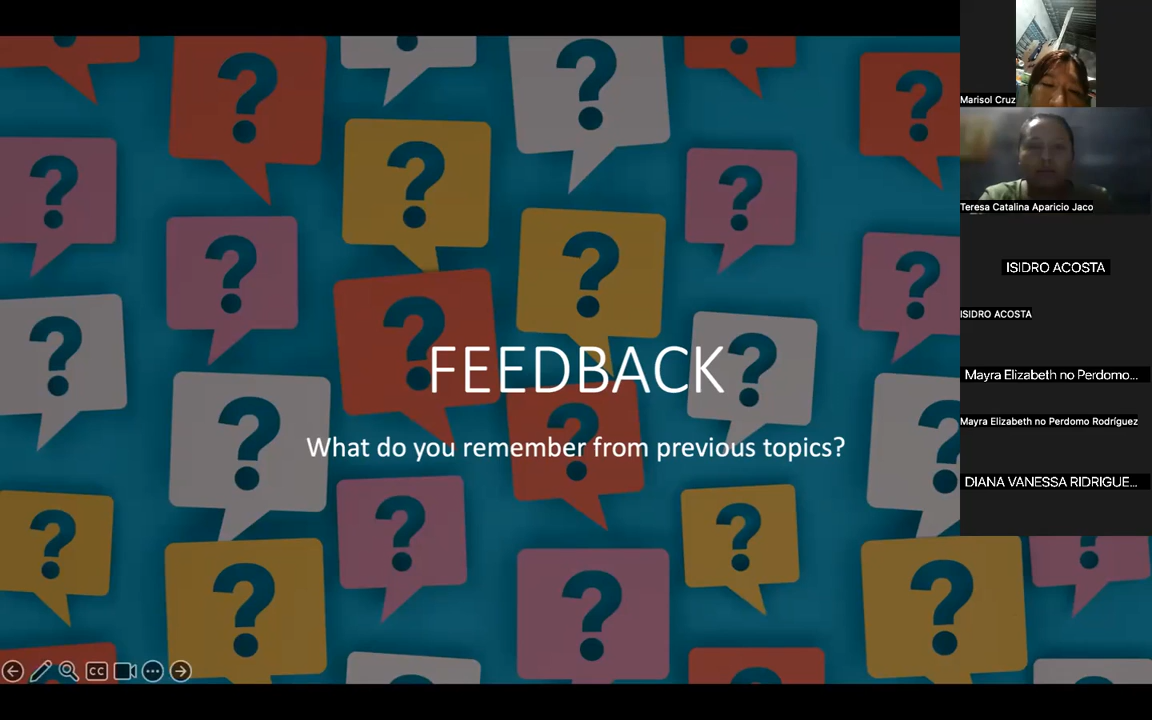 FEEDBACK
What do you remember from previous topics?
Marisol Cruz
Teresa Catalina Aparicio Jaco
ISIDRO ACOSTA
ISIDRO ACOSTA
Mayra Elizabeth no Perdomo...
Mayra Elizabeth no Perdomo Rodríguez
DIANA VANESSA RIDRIGUE...
CC